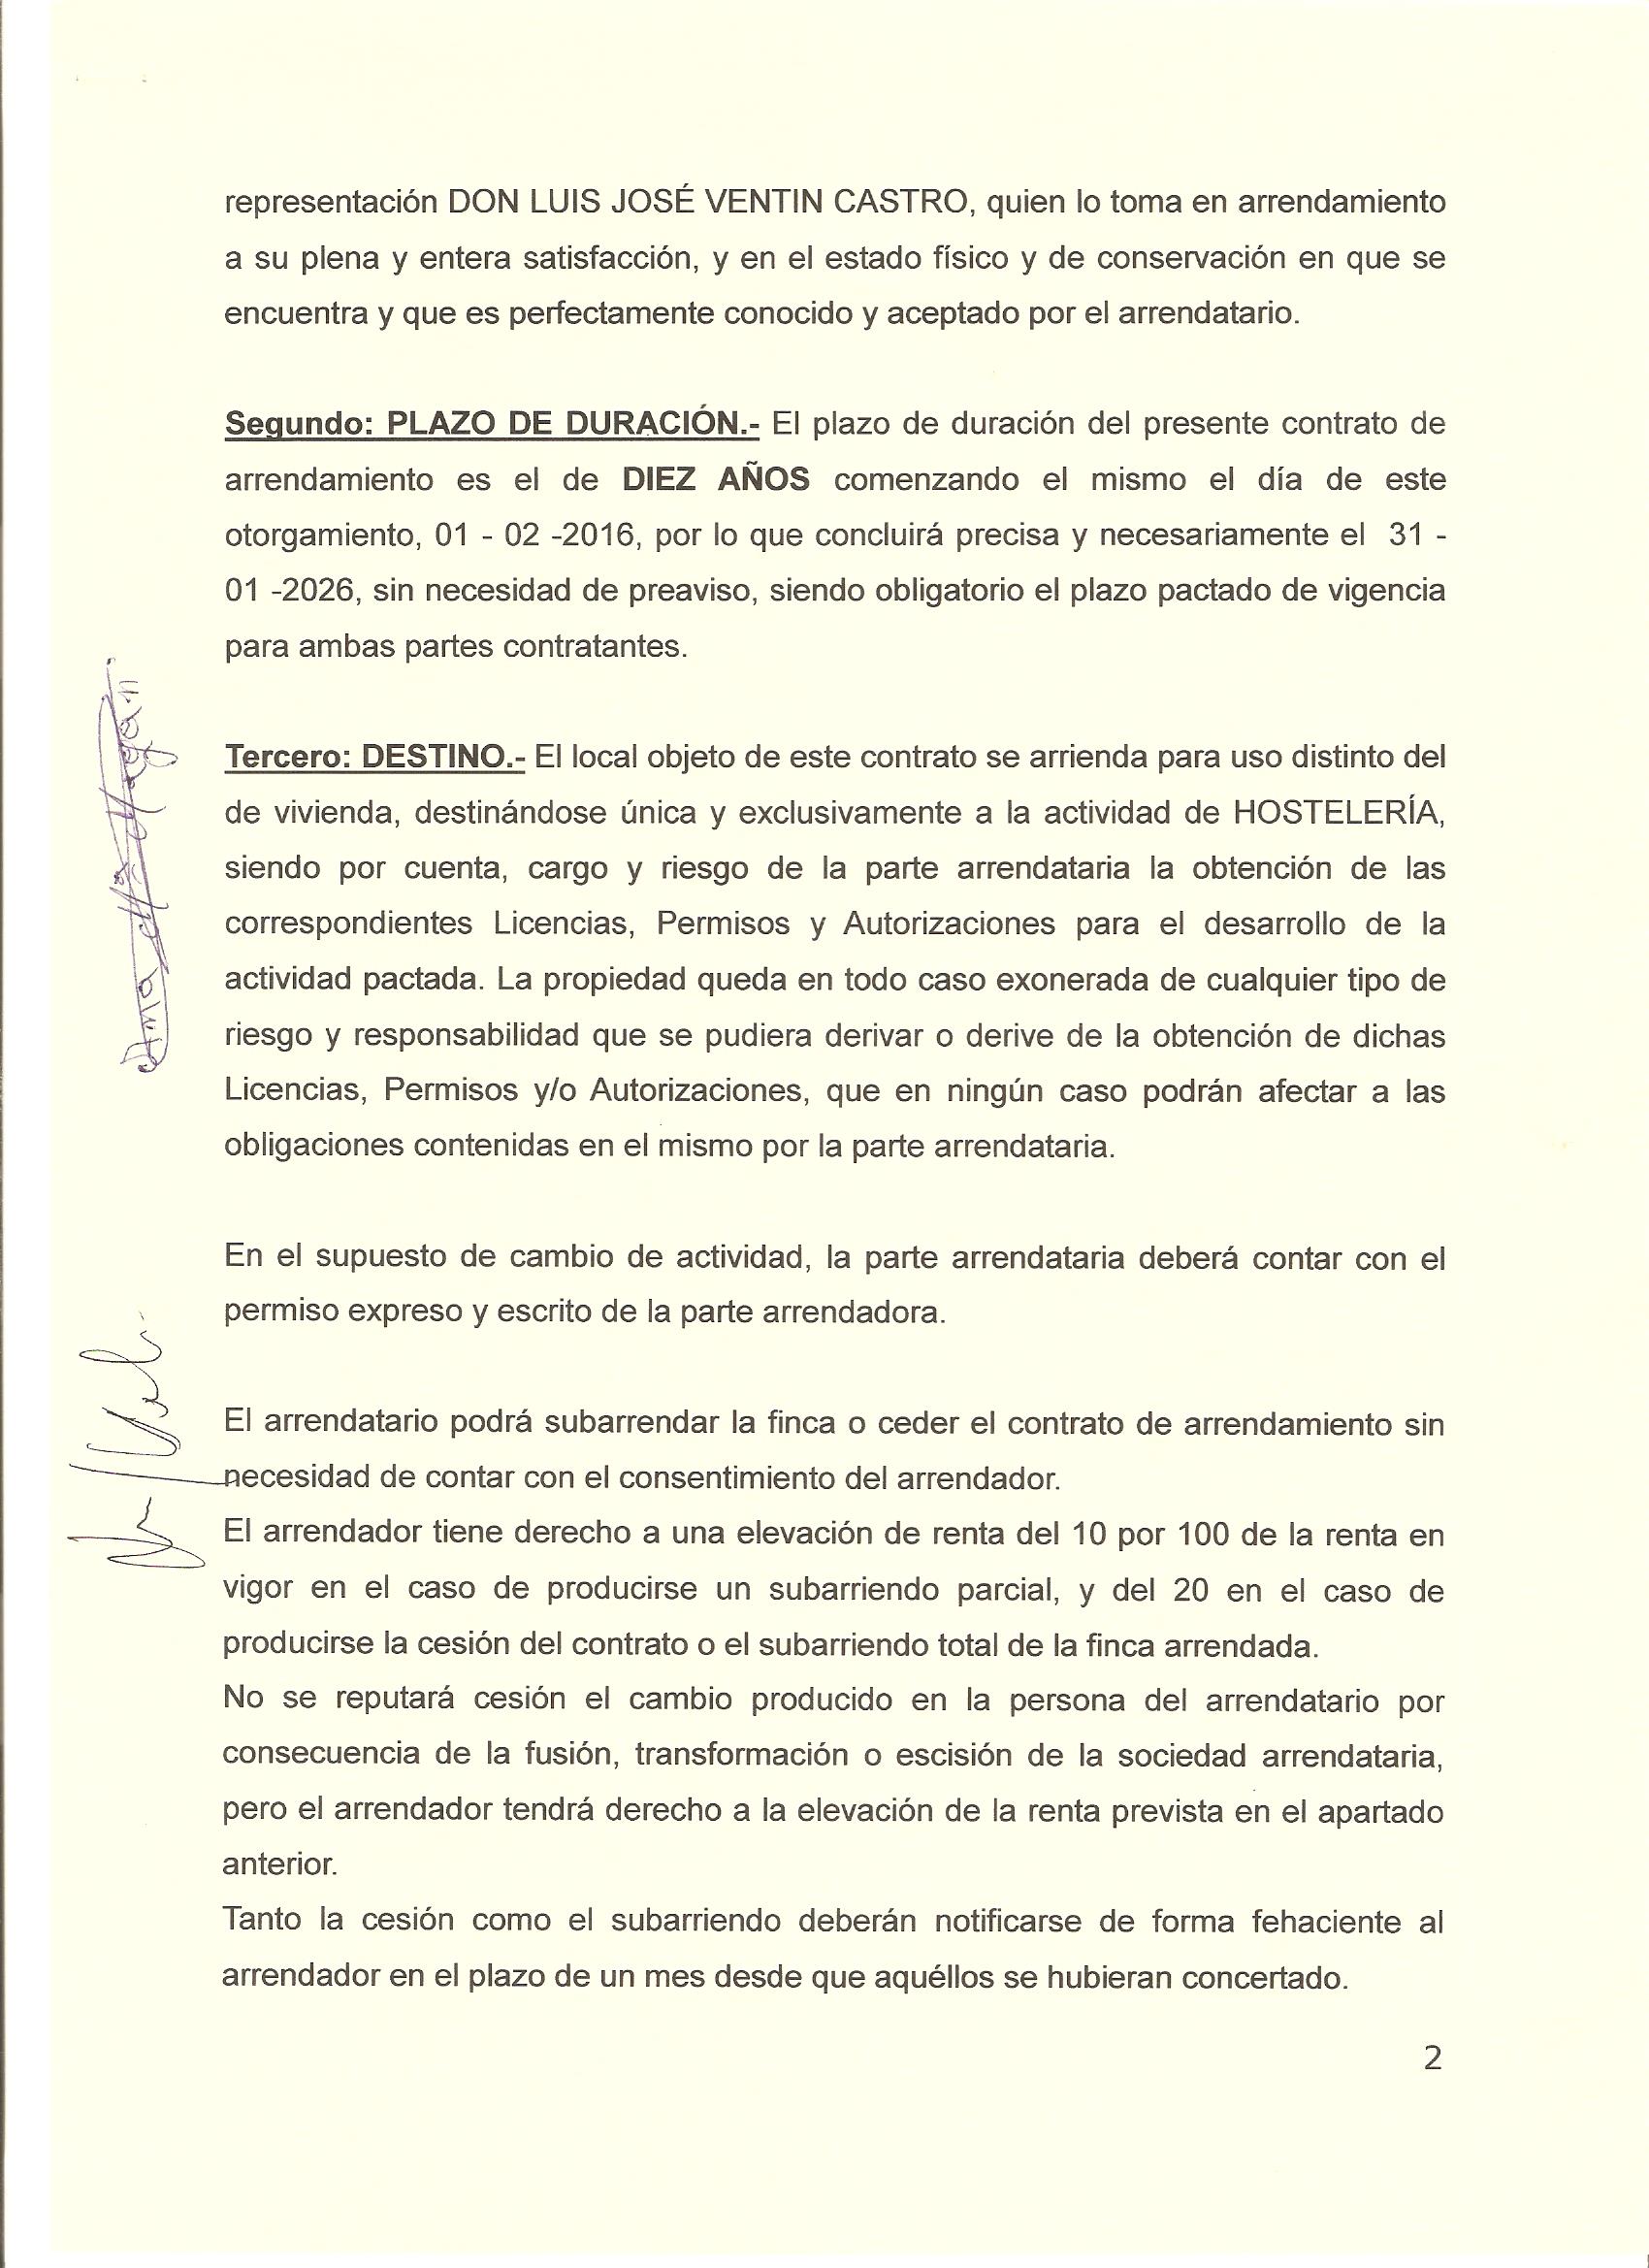 representación DON LUIS JOSÉ VENTIN CASTRO, quien lo toma en arrendamiento
a su plena y entera satisfacción, y en el estado físico y de conservación en que se
encuentra y que es perfectamente conocido y aceptado por el arrendatario.
Segundo: PLAZO DE DURACIÓN.- El plazo de duración del presente contrato de
arrendamiento es el de DIEZ AÑOS comenzando el mismo el día de este
otorgamiento, 01 - 02 -2016, por lo que concluirá precisa y necesariamente el 31 -
01 -2026, sin necesidad de preaviso, siendo obligatorio el plazo pactado de vigencia
para ambas partes contratantes.
Tercero: DESTINO.- El local objeto de este contrato se arrienda para uso distinto del
de vivienda, destinándose única y exclusivamente a la actividad de HOSTELERÍA,
siendo por cuenta, cargo y riesgo de la parte arrendataria la obtención de las
correspondientes Licencias, Permisos y Autorizaciones para el desarrollo de la
actividad pactada. La propiedad queda en todo caso exonerada de cualquier tipo de
riesgo y responsabilidad que se pudiera derivar o derive de la obtención de dichas
Licencias, Permisos y/o Autorizaciones, que en ningún caso podrán afectar a las
obligaciones contenidas en el mismo por la parte arrendataria.
En el supuesto de cambio de actividad, la parte arrendataria deberá contar con el
permiso expreso y escrito de la parte arrendadora.
El arrendatario podrá subarrendar la finca o ceder el contrato de arrendamiento sin
necesidad de contar con el consentimiento del arrendador.
El arrendador tiene derecho a una elevación de renta del 10 por 100 de la renta en
vigor en el caso de producirse un subarriendo parcial, y del 20 en el caso de
producirse la cesión del contrato o el subarriendo total de la finca arrendada.
No se reputará cesión el cambio producido en la persona del arrendatario por
consecuencia de la fusión, transformación o escisión de la sociedad arrendataria,
pero el arrendador tendrá derecho a la elevación de la renta prevista en el apartado
anterior.
Tanto la cesión como el subarriendo deberán notificarse de forma fehaciente al
arrendador en el plazo de un mes desde que aquéllos se hubieran concertado.
2
Ana